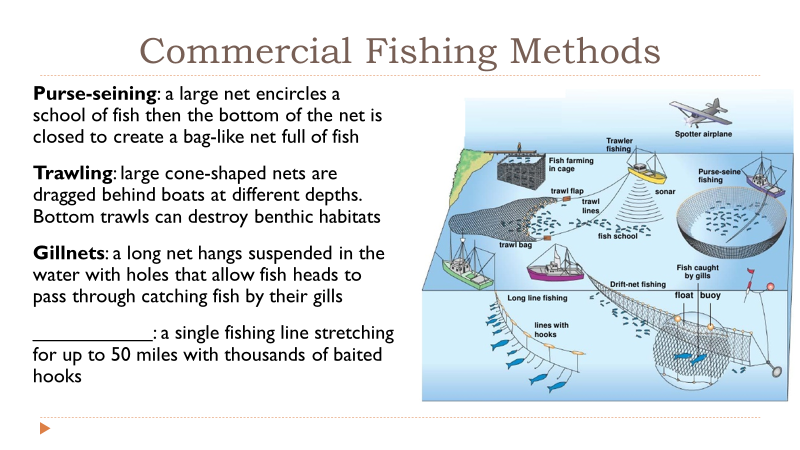 Commercial Fishing Methods
Purse-seining: a large net encircles a
school of fish then the bottom of the net is
closed to create a bag-like net full of fish
Trawling: large cone-shaped nets are
dragged behind boats at different depths.
Bottom trawls can destroy benthic habitats
Gillnets: a long net hangs suspended in the
water with holes that allow fish heads to
pass through catching fish by their gills
____________: a single fishing line stretching
for up to 50 miles with thousands of baited
hooks
Spotter airplane
Trawler
fishing
Fish farming
in cage
Purse-seine
fishing
trawl flap
sonar
trawl
lines
fish school
trawl bag
Fish caught
by gills
Drift-net fishing
float
buoy
Long line fishing
lines with
hooks